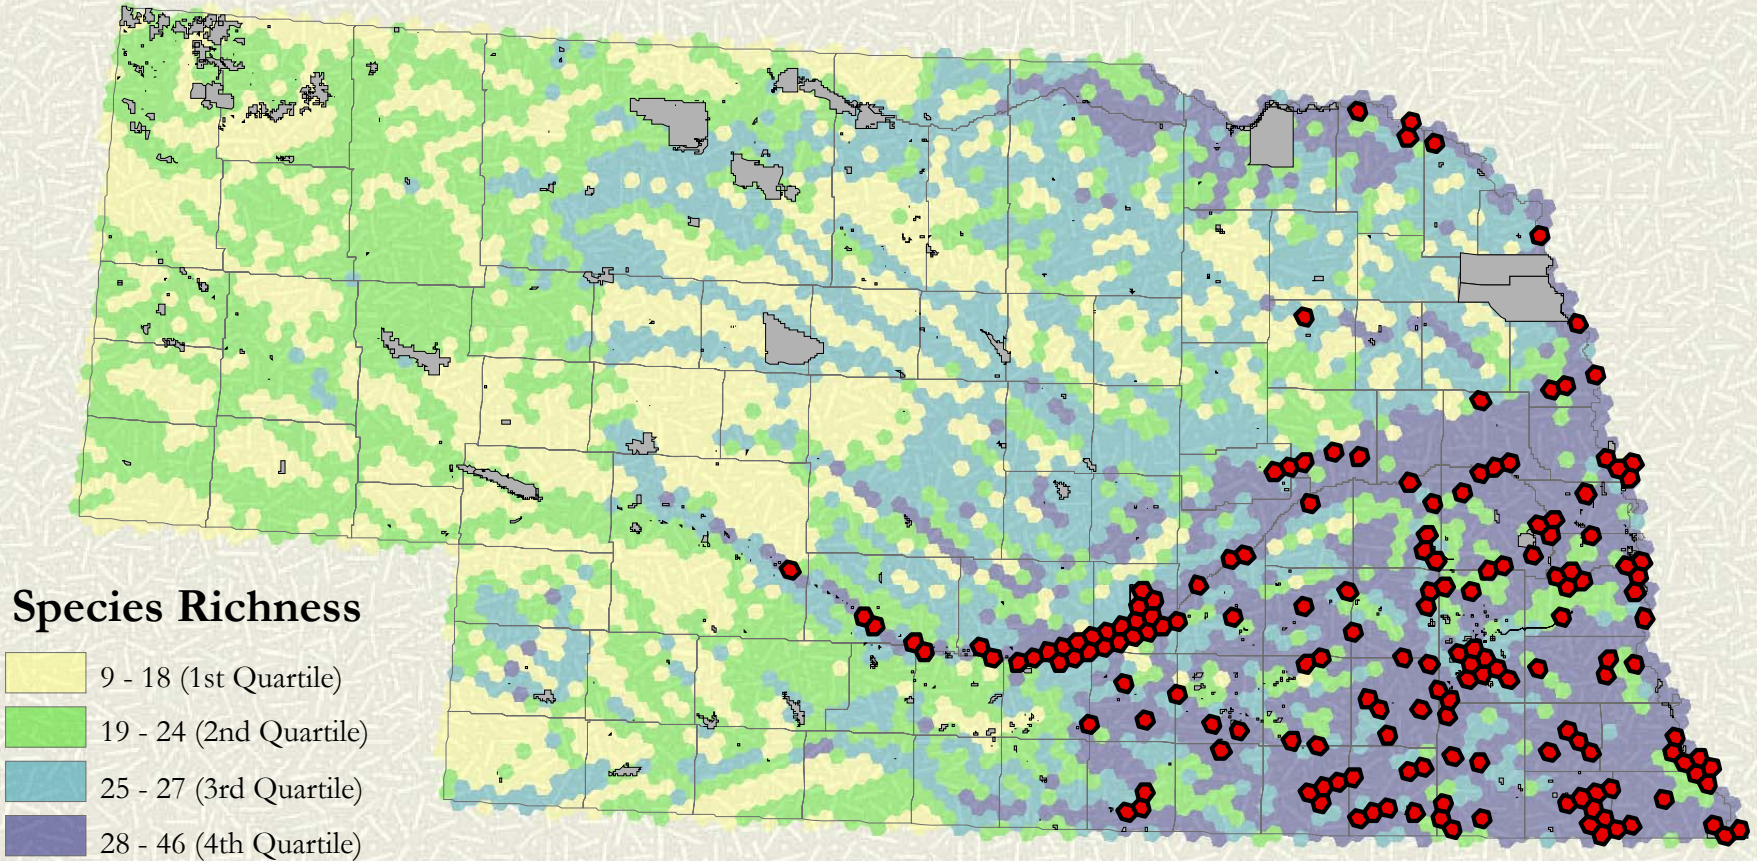 Species Richness
9 - 18 (1st Quartile)
19 - 24 (2nd Quartile)
25 - 27 (3rd Quartile)
28 - 46 (4th Quartile)